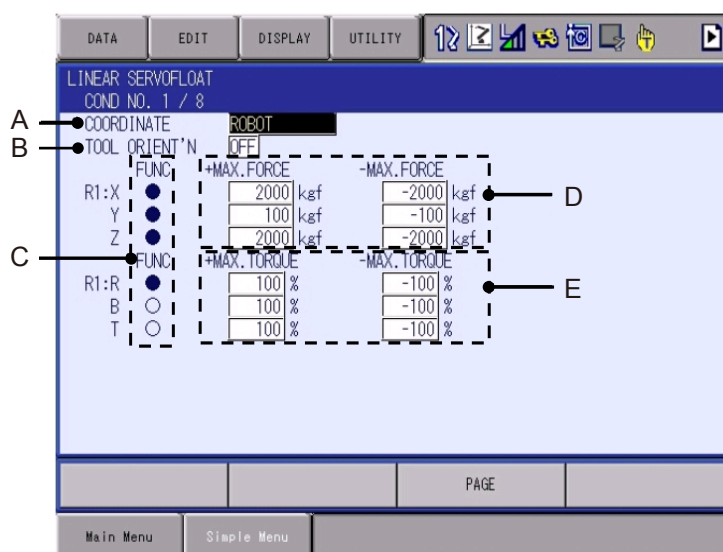 DATA EDIT DISPLAY UTILITY
LINEAR SERVOFLOAT
COND NO. 1 / 8
A COORDINATE ROBOT
B TOOL ORIENT'N OFF
FUNC +MAX.FORCE -MAX.FORCE
R1:X 2000 kgf -2000 kgf D
Y 100 kgf -100 kgf
Z 2000 kgf -2000 kgf
C FUNC +MAX.TORQUE -MAX.TORQUE
R1:R 100 % -100 % E
B 100 % -100 %
T 100 % -100 %
PAGE
Main Menu Simple Menu